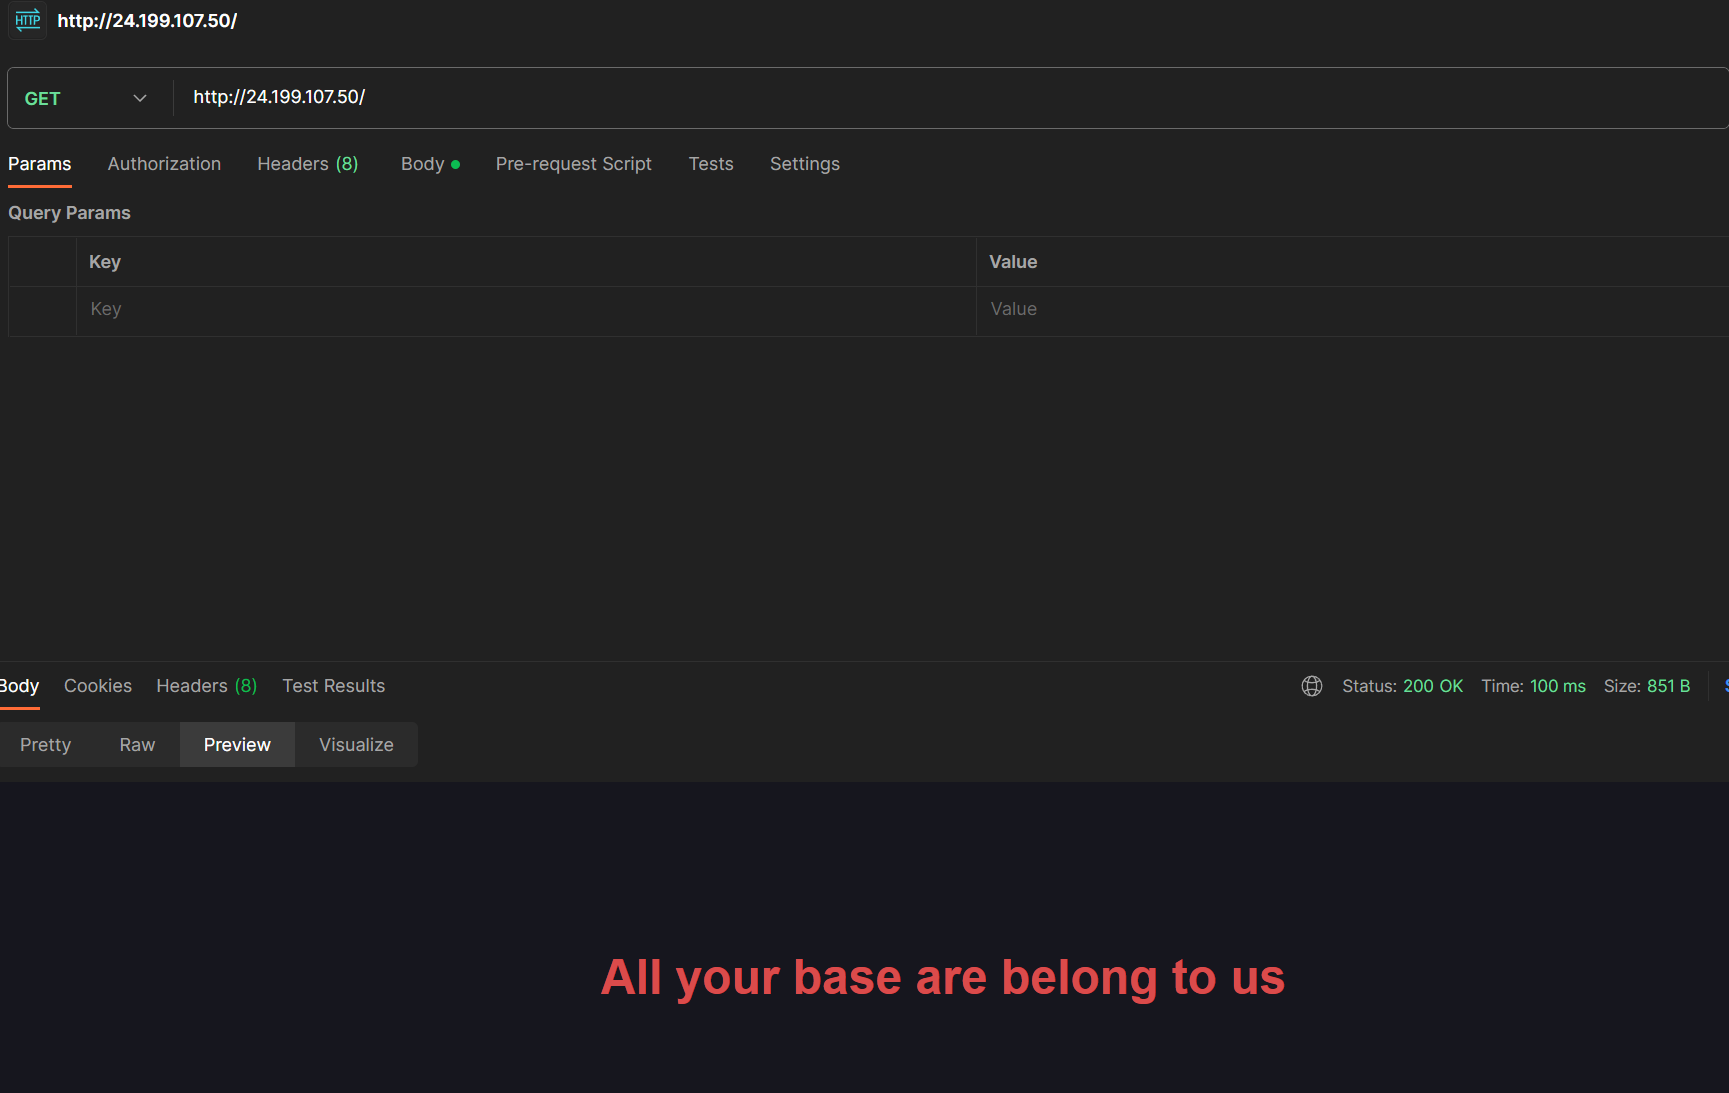 HTTP http://24.199.107.50/
GET http://24.199.107.50/
Params Authorization Headers (8) Body Pre-request Script Tests Settings
Query Params
Key Value
Key Value
Body Cookies Headers (8) Test Results Status: 200 OK Time: 100 ms Size: 851 B
Pretty Raw Preview Visualize
All your base are belong to us